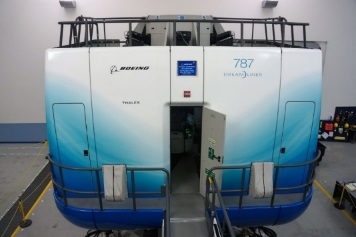 BOEING
THALES
787
DREAMLINER